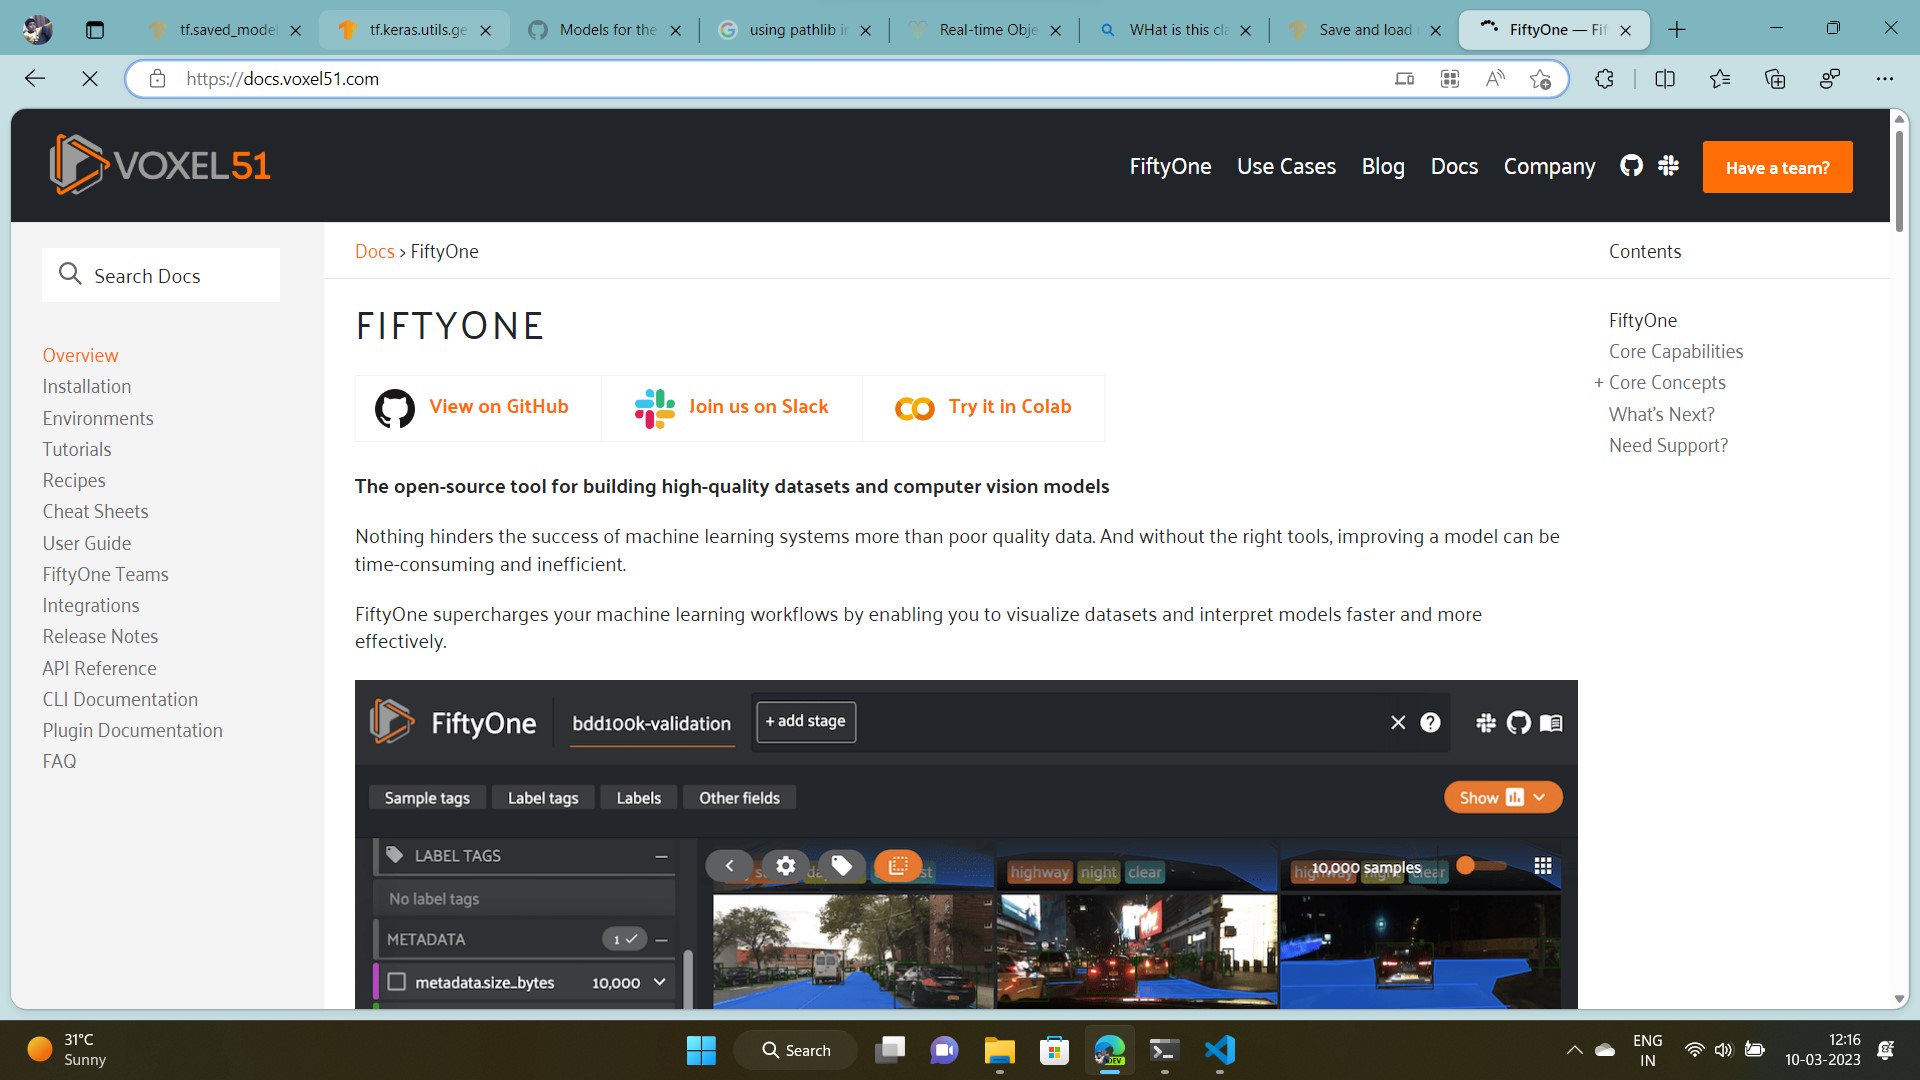 tf.saved_model
tf.keras.utils.ge
Models for the
using pathlib in
Real-time Obje
WHat is this cla
Save and load
FiftyOne — Fif
https://docs.voxel51.com
VOXEL51
FiftyOne
Use Cases
Blog
Docs
Company
Have a team?
Search Docs
Overview
Installation
Environments
Tutorials
Recipes
Cheat Sheets
User Guide
FiftyOne Teams
Integrations
Release Notes
API Reference
CLI Documentation
Plugin Documentation
FAQ
Docs > FiftyOne
FIFTYONE
View on GitHub
Join us on Slack
Try it in Colab
The open-source tool for building high-quality datasets and computer vision models
Nothing hinders the success of machine learning systems more than poor quality data. And without the right tools, improving a model can be
time-consuming and inefficient.
FiftyOne supercharges your machine learning workflows by enabling you to visualize datasets and interpret models faster and more
effectively.
FiftyOne
bdd100k-validation
+ add stage
Sample tags
Label tags
Labels
Other fields
Show
LABEL TAGS
No label tags
METADATA
1
metadata.size_bytes
10,000
highway
night
clear
10,000 samples
Contents
FiftyOne
Core Capabilities
+ Core Concepts
What's Next?
Need Support?
31°C
Sunny
Search
DEV
ENG
IN
12:16
10-03-2023